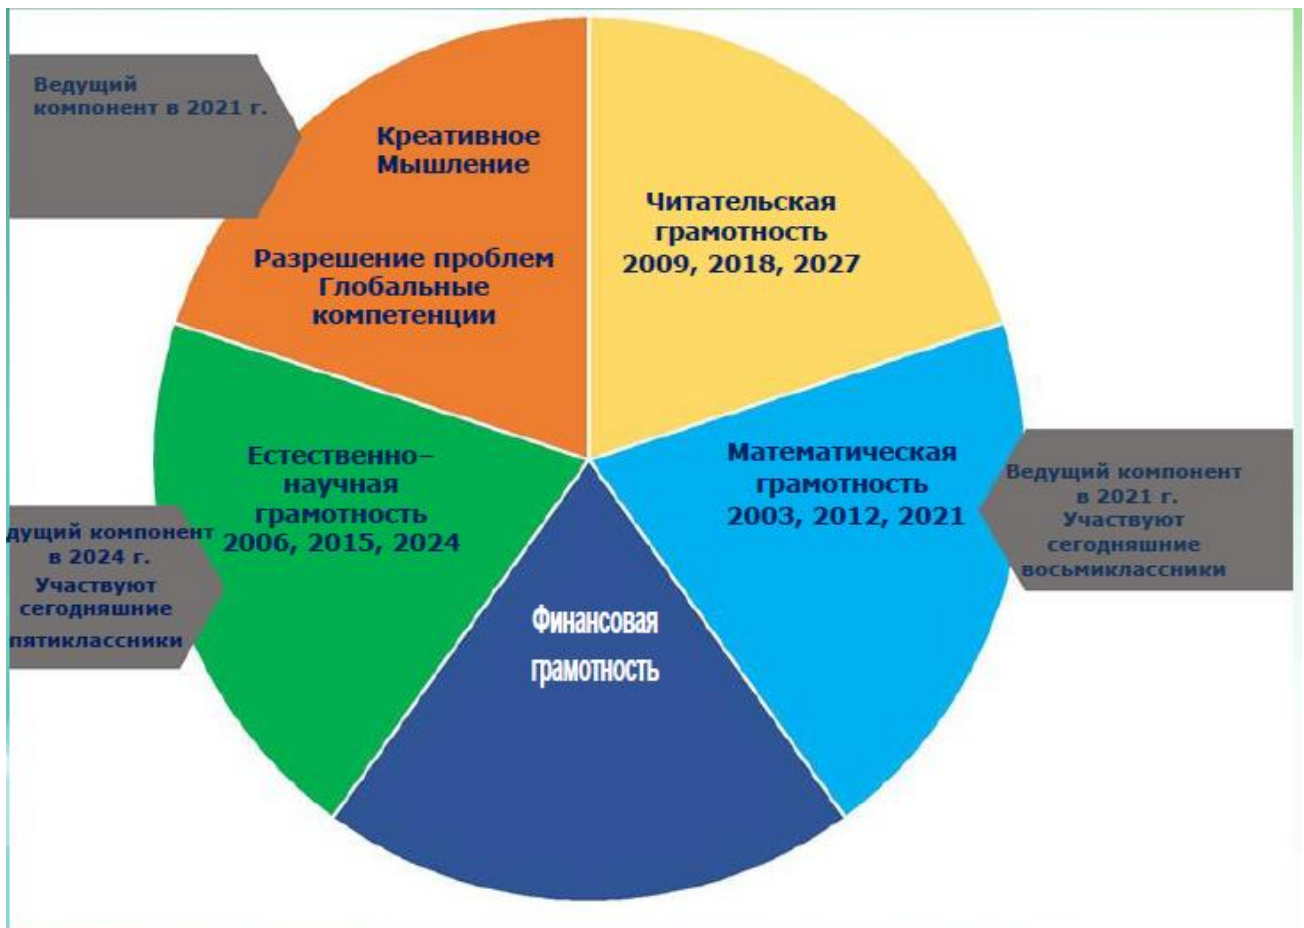 Ведущий
компонент в 2021 г.
Креативное
Мышление
Разрешение проблем
Глобальные
компетенции
Читательская
грамотность
2009, 2018, 2027
Математическая
грамотность
2003, 2012, 2021
Ведущий компонент
в 2021 г.
Участвуют
сегодняшние
восьмиклассники
Естественно–
научная
грамотность
2006, 2015, 2024
дущий компонент
в 2024 г.
Участвуют
сегодняшние
пятиклассники
Финансовая
грамотность